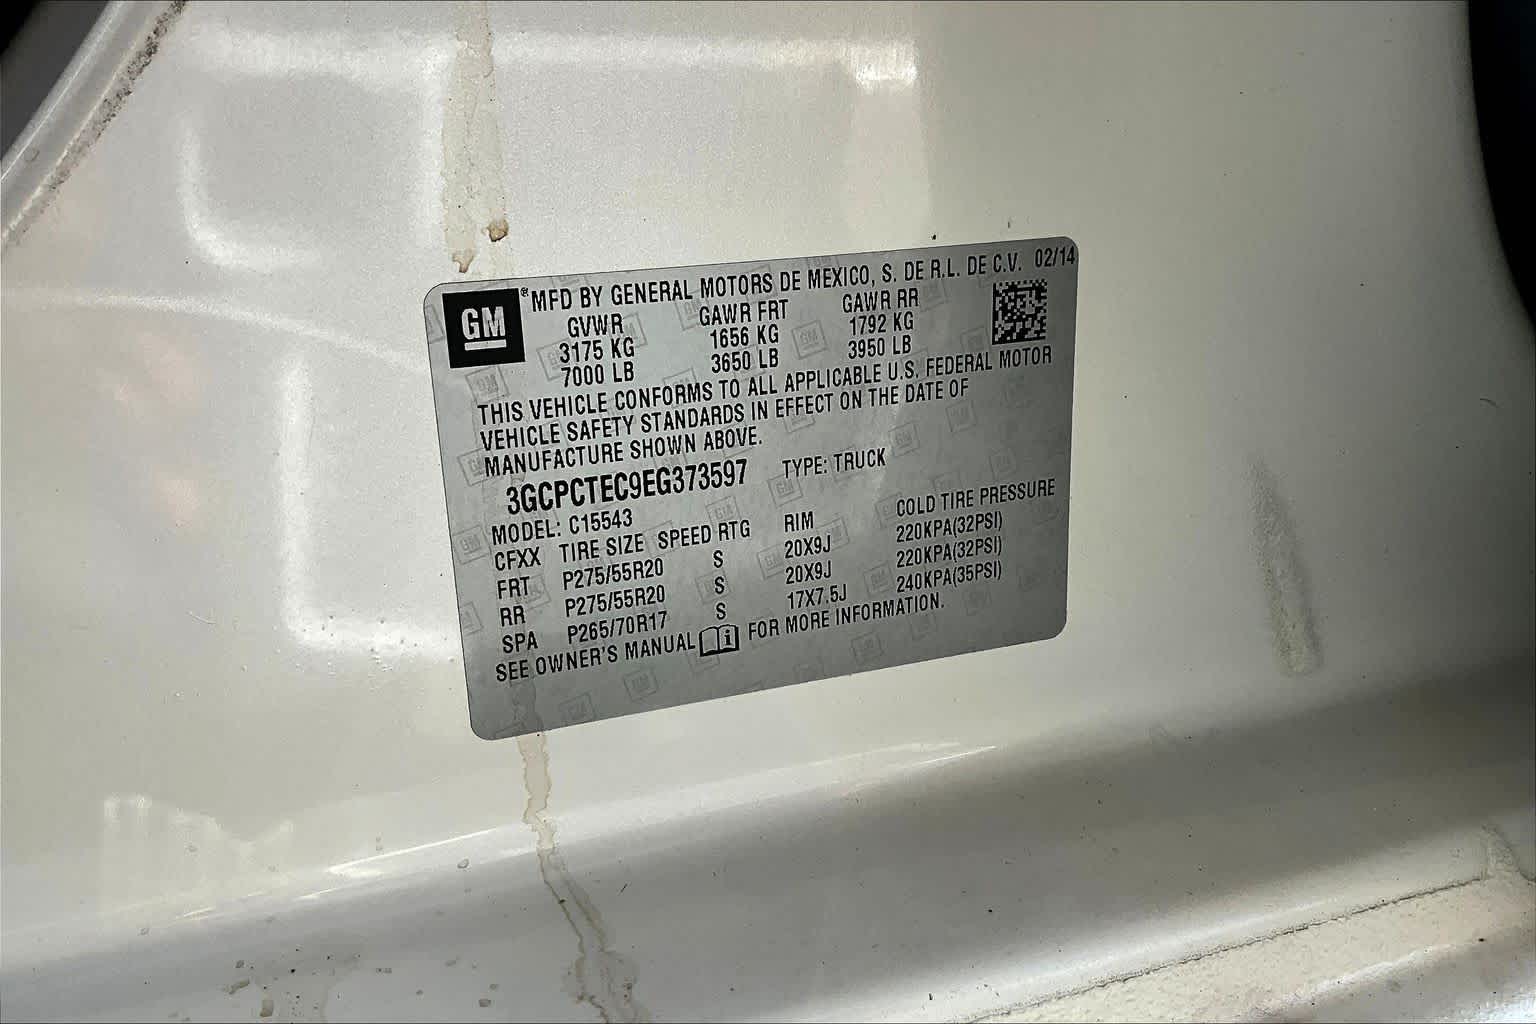 GM ® MFD BY GENERAL MOTORS DE MEXICO, S. DE R.L. DE C.V. 02/14
GVWR GAWR FRT GAWR RR
3175 KG 1656 KG 1792 KG
7000 LB 3650 LB 3950 LB
THIS VEHICLE CONFORMS TO ALL APPLICABLE U.S. FEDERAL MOTOR
VEHICLE SAFETY STANDARDS IN EFFECT ON THE DATE OF
MANUFACTURE SHOWN ABOVE.
3GCPCTEC9EG373597 TYPE: TRUCK
MODEL: C15543
CFXX TIRE SIZE SPEED RTG RIM COLD TIRE PRESSURE
FRT P275/55R20 S 20X9J 220KPA(32PSI)
RR P275/55R20 S 20X9J 220KPA(32PSI)
SPA P265/70R17 S 17X7.5J 240KPA(35PSI)
SEE OWNER'S MANUAL i FOR MORE INFORMATION.